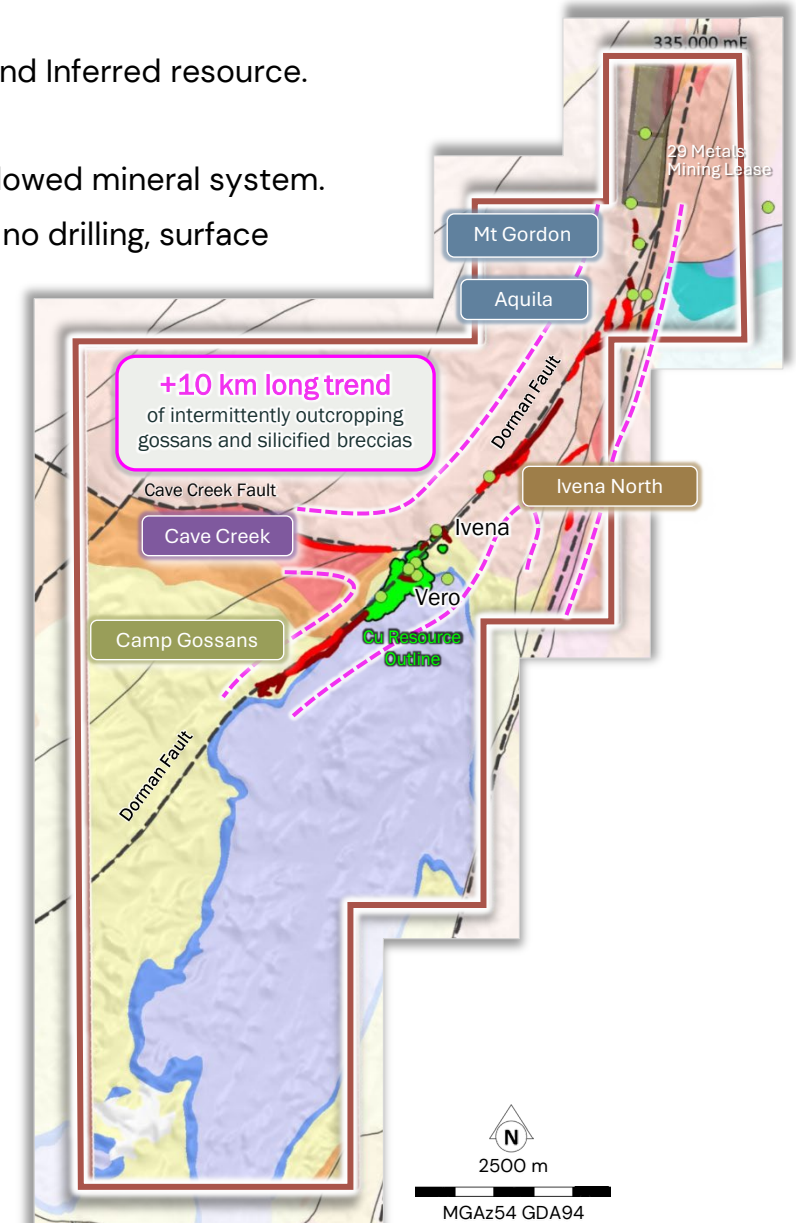 nd Inferred resource.
lowed mineral system.
no drilling, surface
335 000 mE
29 Metals
Mining Lease
Mt Gordon
Aquila
+10 km long trend
of intermittently outcropping
gossans and silicified breccias
Dorman Fault
Cave Creek Fault
Ivena North
Cave Creek
Ivena
Vero
Camp Gossans
Cu Resource
Outline
Dorman Fault
N
2500 m
MGAz54 GDA94